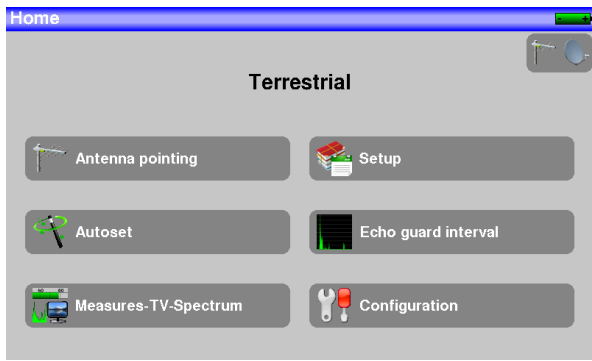 Home
Terrestrial
Antenna pointing
Setup
Autoset
Echo guard interval
Measures-TV-Spectrum
Configuration